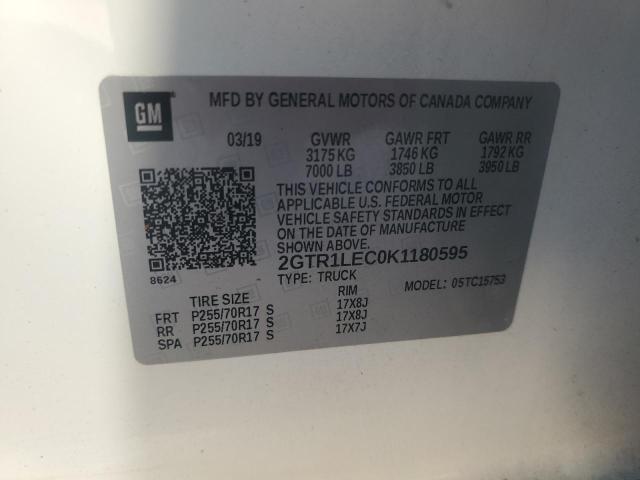 GM
MFD BY GENERAL MOTORS OF CANADA COMPANY
03/19 GVWR GAWR FRT GAWR RR
3175 KG 1746 KG 1792 KG
7000 LB 3850 LB 3950 LB
THIS VEHICLE CONFORMS TO ALL
APPLICABLE U.S. FEDERAL MOTOR
VEHICLE SAFETY STANDARDS IN EFFECT
ON THE DATE OF MANUFACTURE
SHOWN ABOVE.
2GTR1LEC0K1180595
8624 TYPE: TRUCK MODEL: 05TC15753
TIRE SIZE RIM
FRT P255/70R17 S 17X8J
RR P255/70R17 S 17X8J
SPA P255/70R17 S 17X7J